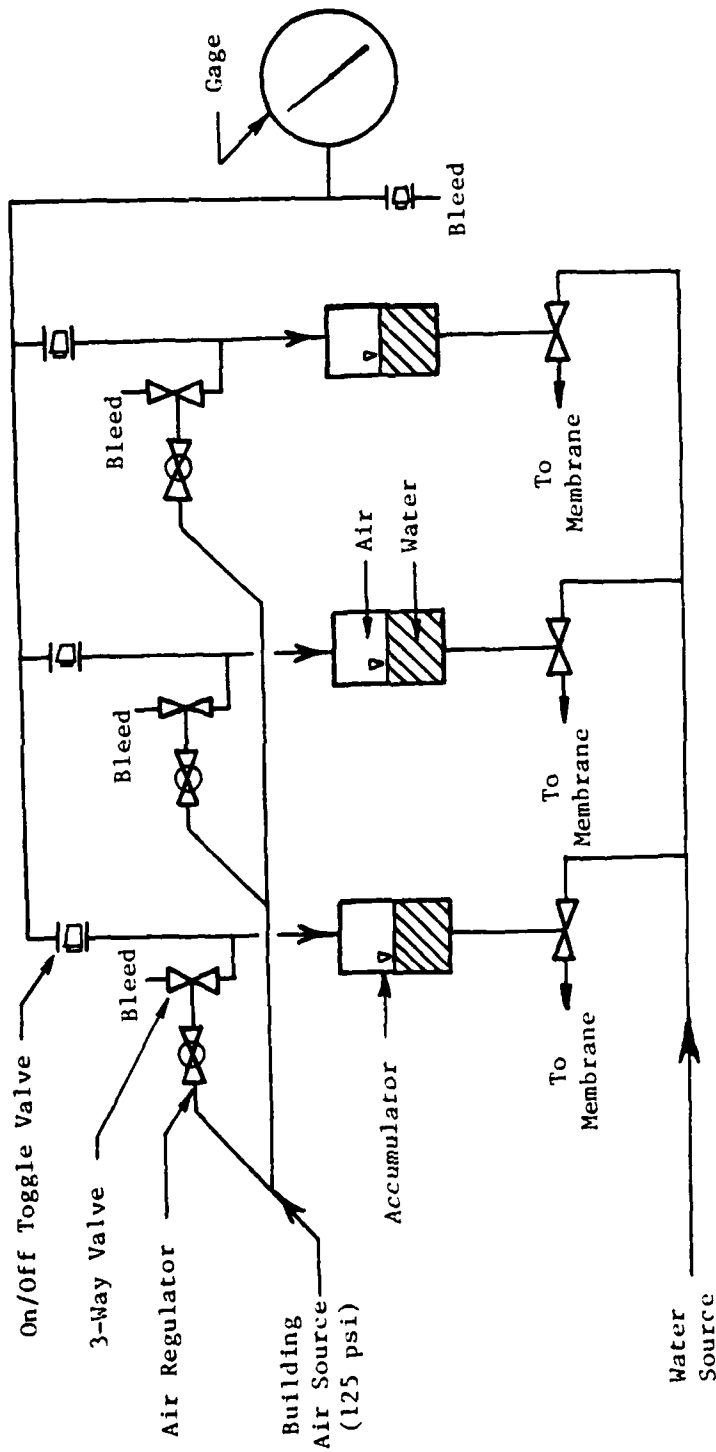 On/Off Toggle Valve
3-Way Valve
Air Regulator
Building
Air Source
(125 psi)
Bleed
Bleed
Bleed
Gage
Bleed
Accumulator
Air
Water
To
Membrane
To
Membrane
To
Membrane
Water
Source